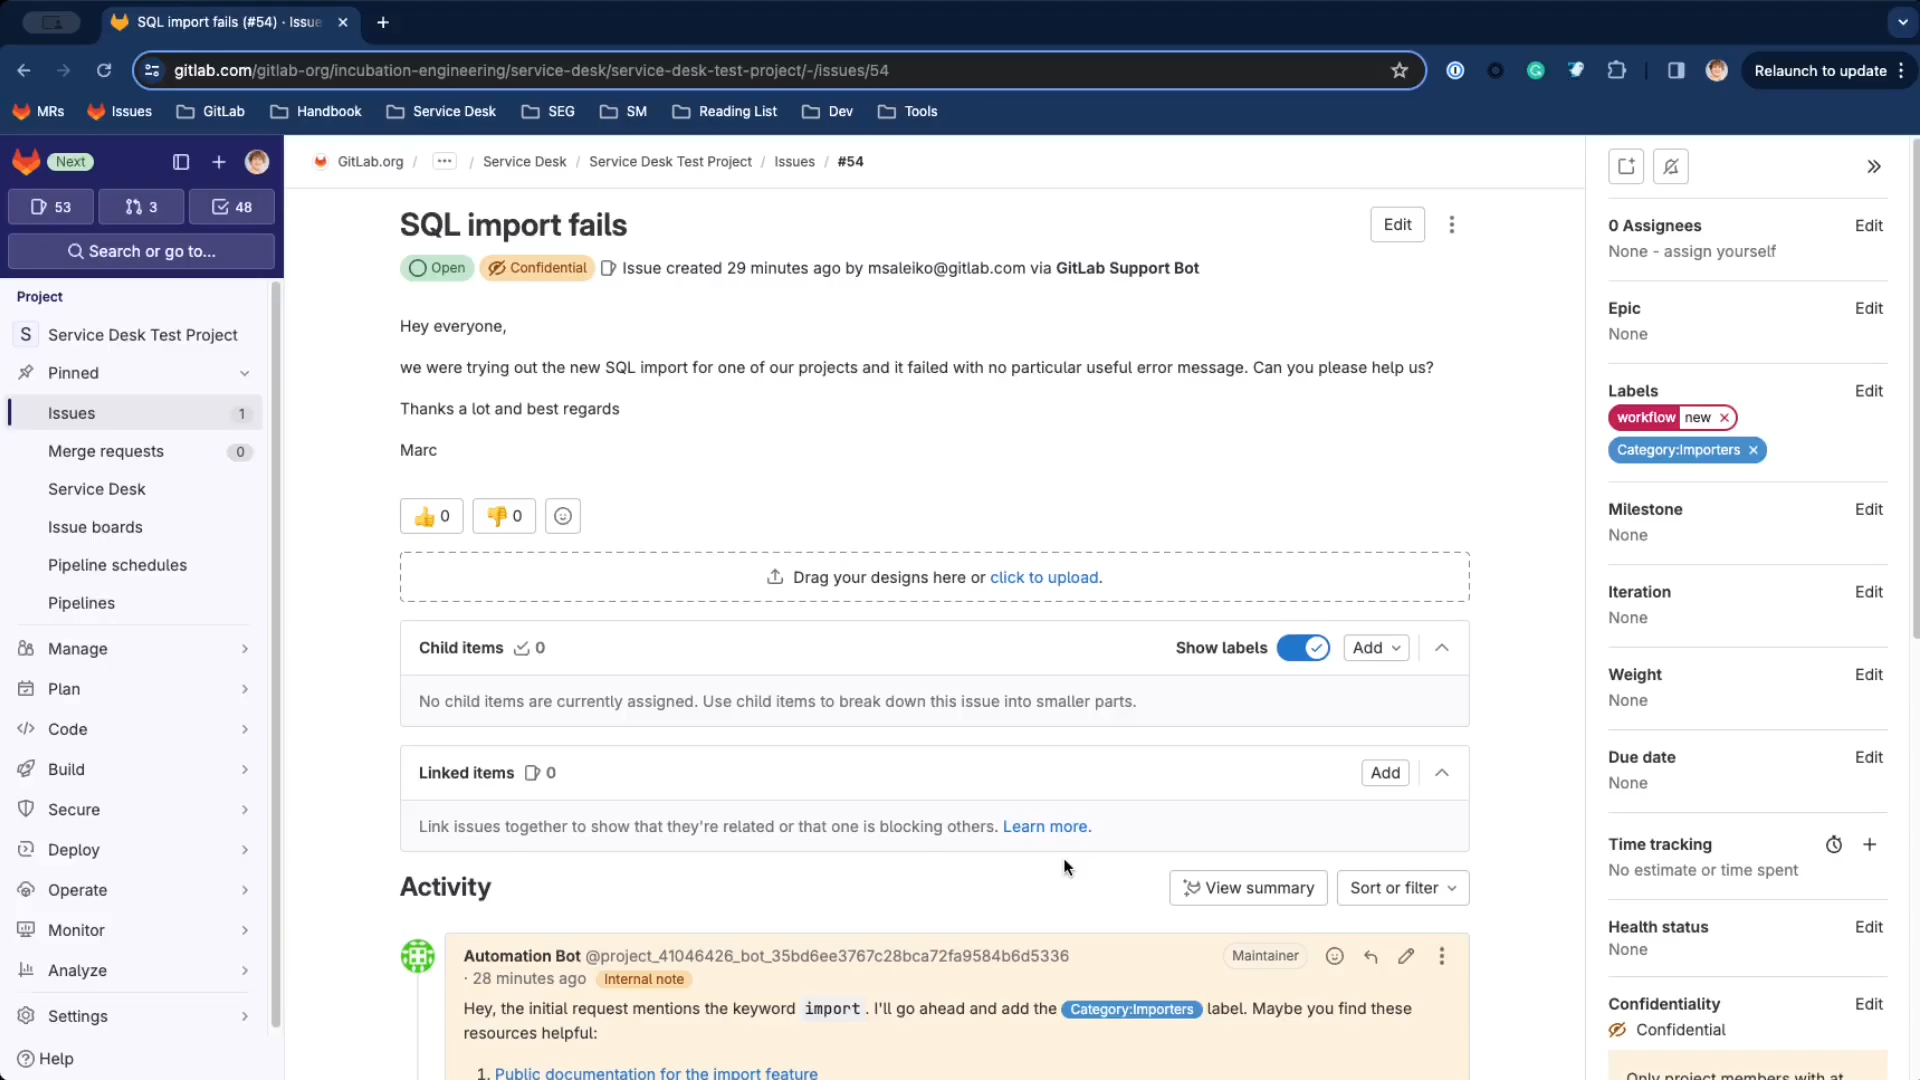 SQL import fails (#54) · Issue
gitlab.com/gitlab-org/incubation-engineering/service-desk/service-desk-test-project/-/issues/54
Relaunch to update
MRs
Issues
GitLab
Handbook
Service Desk
SEG
SM
Reading List
Dev
Tools
Next
53
3
48
Search or go to...
Project
S Service Desk Test Project
Pinned
Issues 1
Merge requests 0
Service Desk
Issue boards
Pipeline schedules
Pipelines
Manage
Plan
Code
Build
Secure
Deploy
Operate
Monitor
Analyze
Settings
Help
GitLab.org / ... / Service Desk / Service Desk Test Project / Issues / #54
SQL import fails
Edit
Open Confidential Issue created 29 minutes ago by msaleiko@gitlab.com via GitLab Support Bot
Hey everyone,
we were trying out the new SQL import for one of our projects and it failed with no particular useful error message. Can you please help us?
Thanks a lot and best regards
Marc
👍 0
👎 0
Drag your designs here or click to upload.
Child items 0
Show labels
Add
No child items are currently assigned. Use child items to break down this issue into smaller parts.
Linked items 0
Add
Link issues together to show that they're related or that one is blocking others. Learn more.
Activity
View summary
Sort or filter
Automation Bot @project_41046426_bot_35bd6ee3767c28bca72fa9584b6d5336
Maintainer
· 28 minutes ago Internal note
Hey, the initial request mentions the keyword import. I'll go ahead and add the Category:Importers label. Maybe you find these
resources helpful:
1. Public documentation for the import feature
0 Assignees Edit
None - assign yourself
Epic Edit
None
Labels Edit
workflow new ×
Category:Importers ×
Milestone Edit
None
Iteration Edit
None
Weight Edit
None
Due date Edit
None
Time tracking
No estimate or time spent
Health status Edit
None
Confidentiality Edit
Confidential
Only project members with at